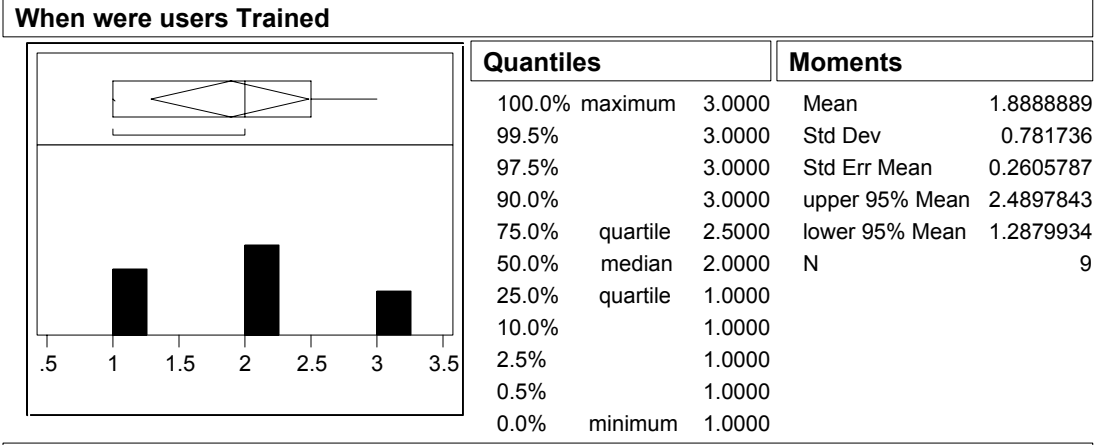 When were users Trained
.5 1 1.5 2 2.5 3 3.5
Quantiles
100.0% maximum 3.0000
99.5% 3.0000
97.5% 3.0000
90.0% 3.0000
75.0% quartile 2.5000
50.0% median 2.0000
25.0% quartile 1.0000
10.0% 1.0000
2.5% 1.0000
0.5% 1.0000
0.0% minimum 1.0000
Moments
Mean 1.8888889
Std Dev 0.781736
Std Err Mean 0.2605787
upper 95% Mean 2.4897843
lower 95% Mean 1.2879934
N 9